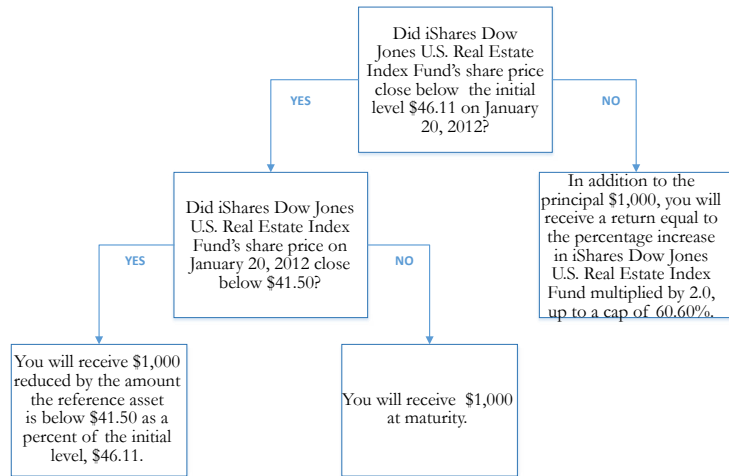 Did iShares Dow
Jones U.S. Real Estate
Index Fund's share price
close below the initial
level $46.11 on January
20, 2012?
YES
NO
Did iShares Dow Jones
U.S. Real Estate Index
Fund's share price on
January 20, 2012 close
below $41.50?
In addition to the
principal $1,000, you will
receive a return equal to
the percentage increase
in iShares Dow Jones
U.S. Real Estate Index
Fund multiplied by 2.0,
up to a cap of 60.60%.
YES
NO
You will receive $1,000
reduced by the amount
the reference asset
is below $41.50 as a
percent of the initial
level, $46.11.
You will receive $1,000
at maturity.